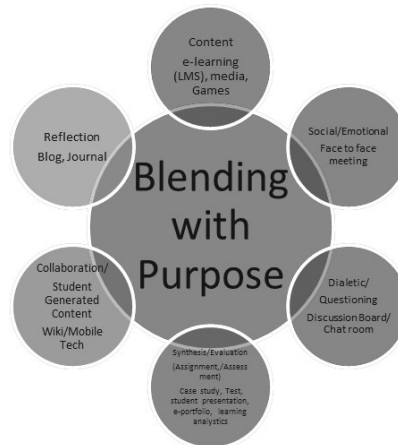 Content
e-learning
(LMS), media,
Games
Social/Emotional
Face to face
meeting
Dialetic/
Questioning
Discussion Board/
Chat room
Synthesis/Evaluation
(Assignment,/Assess
ment)
Case study, Test,
student presentation,
e-portfolio, learning
analystics
Collaboration/
Student
Generated
Content
Wiki/Mobile
Tech
Reflection
Blog, Journal
Blending
with
Purpose